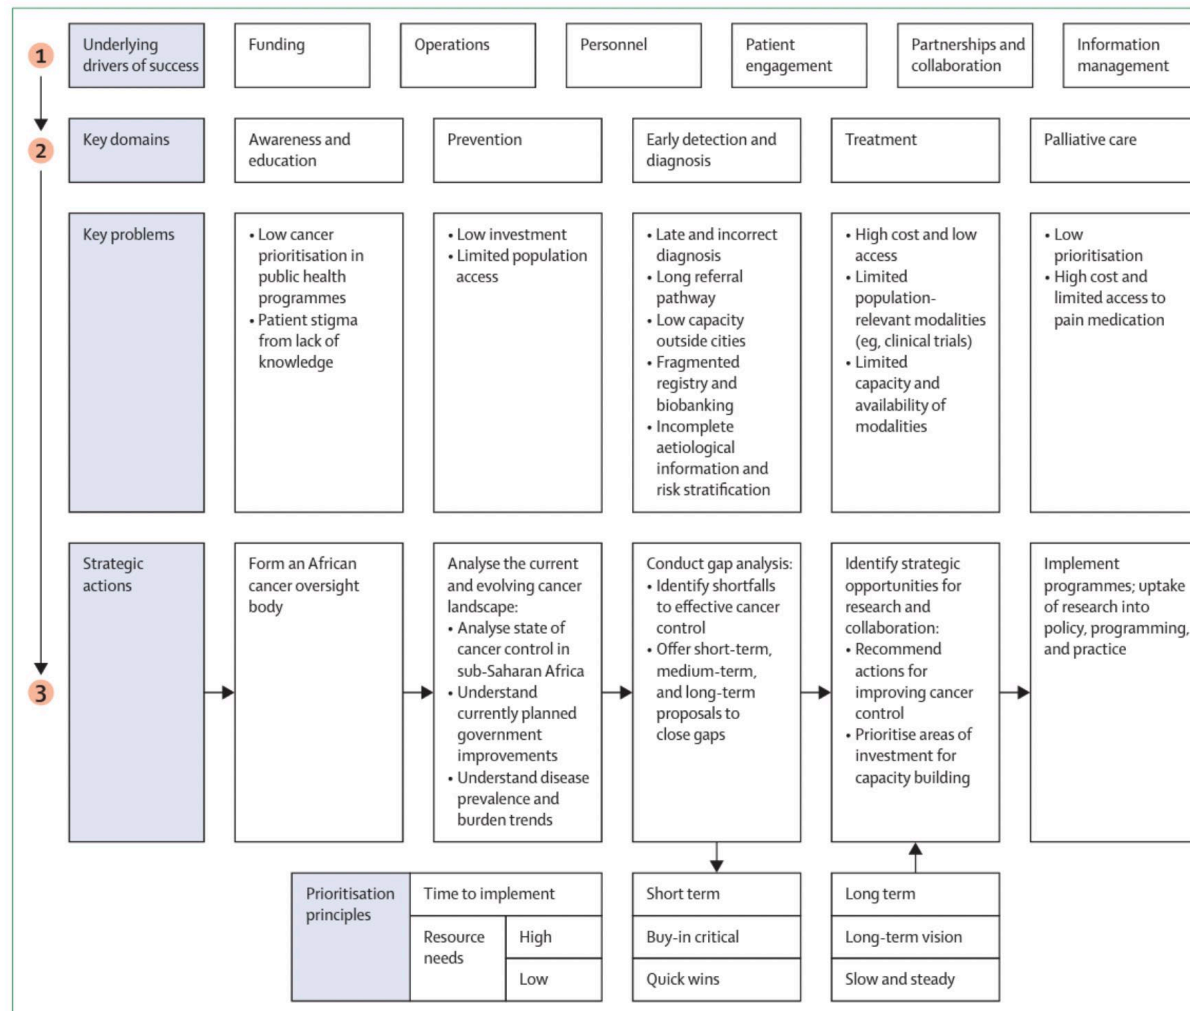 1
Underlying
drivers of success
Funding
Operations
Personnel
Patient
engagement
Partnerships and
collaboration
Information
management
2
Key domains
Awareness and
education
Prevention
Early detection and
diagnosis
Treatment
Palliative care
Key problems
• Low cancer
prioritisation in
public health
programmes
• Patient stigma
from lack of
knowledge
• Low investment
• Limited population
access
• Late and incorrect
diagnosis
• Long referral
pathway
• Low capacity
outside cities
• Fragmented
registry and
biobanking
• Incomplete
aetiological
information and
risk stratification
• High cost and low
access
• Limited
population-
relevant modalities
(eg, clinical trials)
• Limited
capacity and
availability of
modalities
• Low
prioritisation
• High cost and
limited access to
pain medication
3
Strategic
actions
Form an African
cancer oversight
body
Analyse the current
and evolving cancer
landscape:
• Analyse state of
cancer control in
sub-Saharan Africa
• Understand
currently planned
government
improvements
• Understand disease
prevalence and
burden trends
Conduct gap analysis:
• Identify shortfalls
to effective cancer
control
• Offer short-term,
medium-term,
and long-term
proposals to
close gaps
Identify strategic
opportunities for
research and
collaboration:
• Recommend
actions for
improving cancer
control
• Prioritise areas of
investment for
capacity building
Implement
programmes; uptake
of research into
policy, programming,
and practice
Prioritisation
principles
Time to implement
Short term
Long term
Resource
needs
High
Buy-in critical
Long-term vision
Low
Quick wins
Slow and steady